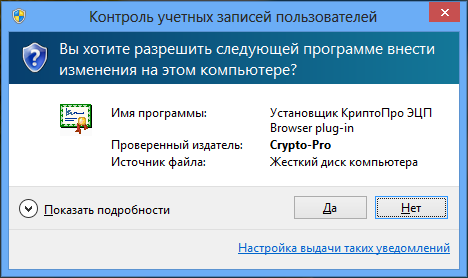 Контроль учетных записей пользователей
Вы хотите разрешить следующей программе внести
изменения на этом компьютере?
Имя программы: Установщик КриптоПро ЭЦП
Browser plug-in
Проверенный издатель: Crypto-Pro
Источник файла: Жесткий диск компьютера
Показать подробности Да Нет
Настройка выдачи таких уведомлений